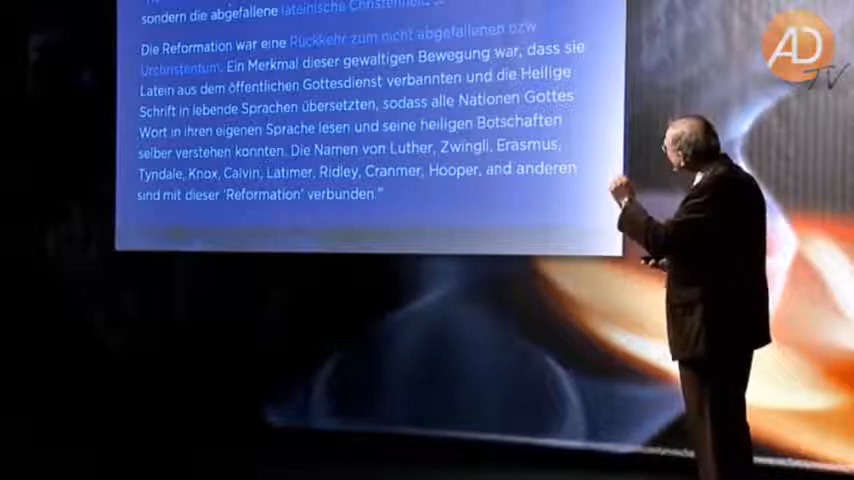 sondern die abgefallene lateinische Christenheit ...
Die Reformation war eine Rückkehr zum nicht abgefallenen bzw
Urchristentum. Ein Merkmal dieser gewaltigen Bewegung war, dass sie
Latein aus dem öffentlichen Gottesdienst verbannten und die Heilige
Schrift in lebende Sprachen übersetzten, sodass alle Nationen Gottes
Wort in ihren eigenen Sprache lesen und seine heiligen Botschaften
selber verstehen konnten. Die Namen von Luther, Zwingli, Erasmus,
Tyndale, Knox, Calvin, Latimer, Ridley, Cranmer, Hooper, and anderen
sind mit dieser 'Reformation' verbunden."
AD
TV